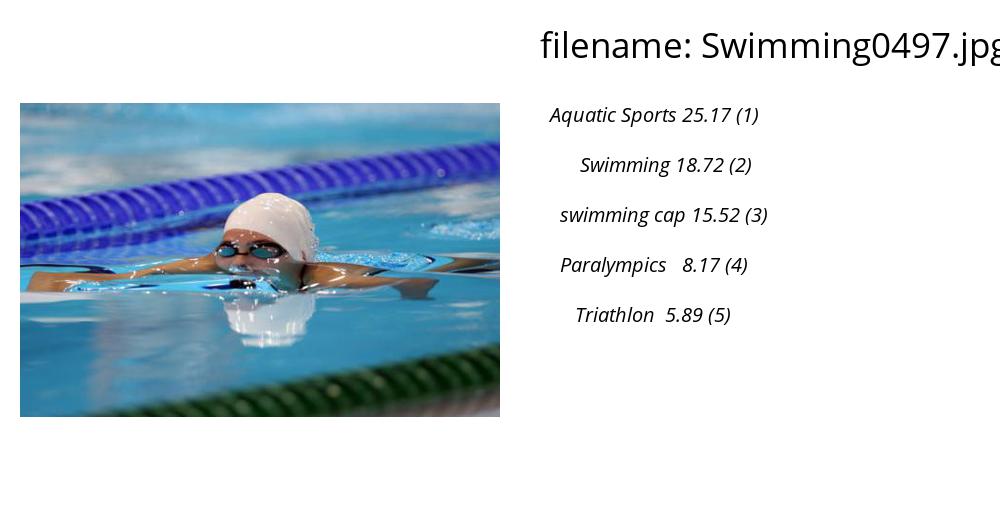 filename: Swimming0497.jpg
Aquatic Sports 25.17 (1)
Swimming 18.72 (2)
swimming cap 15.52 (3)
Paralympics 8.17 (4)
Triathlon 5.89 (5)